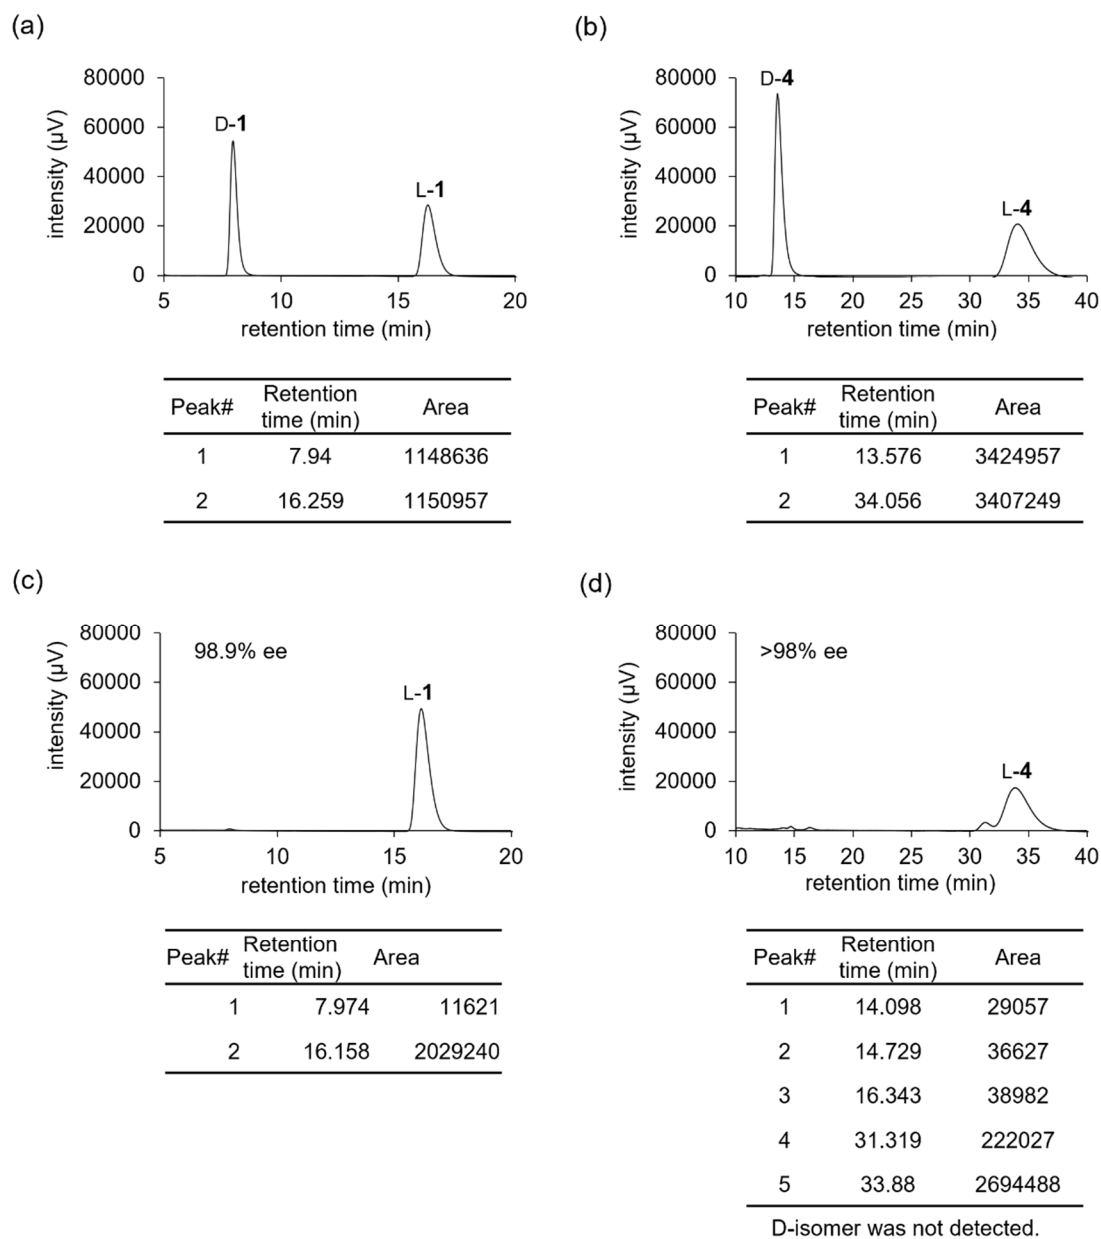 (a)
80000
60000
40000
20000
0
intensity (µV)
D-1
L-1
5 10 15 20
retention time (min)
Peak# Retention time (min) Area
1 7.94 1148636
2 16.259 1150957
(b)
80000
60000
40000
20000
0
intensity (µV)
D-4
L-4
10 15 20 25 30 35 40
retention time (min)
Peak# Retention time (min) Area
1 13.576 3424957
2 34.056 3407249
(c)
80000
60000
40000
20000
0
intensity (µV)
98.9% ee
L-1
5 10 15 20
retention time (min)
Peak# Retention time (min) Area
1 7.974 11621
2 16.158 2029240
(d)
80000
60000
40000
20000
0
intensity (µV)
>98% ee
L-4
10 15 20 25 30 35 40
retention time (min)
Peak# Retention time (min) Area
1 14.098 29057
2 14.729 36627
3 16.343 38982
4 31.319 222027
5 33.88 2694488
D-isomer was not detected.